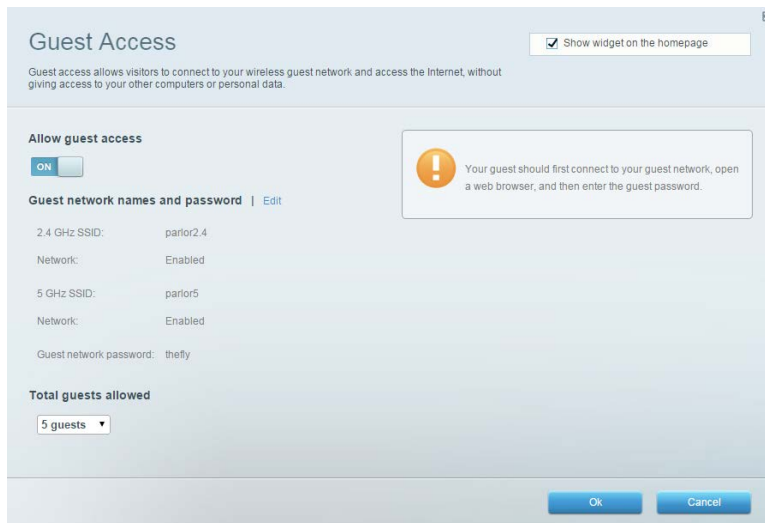 Guest Access
Show widget on the homepage
Guest access allows visitors to connect to your wireless guest network and access the Internet, without
giving access to your other computers or personal data.
Allow guest access
ON
Your guest should first connect to your guest network, open
a web browser, and then enter the guest password.
Guest network names and password | Edit
2.4 GHz SSID: parlor2.4
Network: Enabled
5 GHz SSID: parlor5
Network: Enabled
Guest network password: thefly
Total guests allowed
5 guests
Ok
Cancel